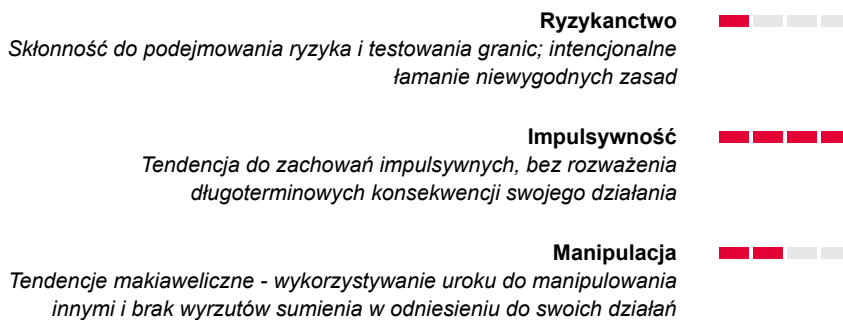 Ryzykanctwo
Skłonność do podejmowania ryzyka i testowania granic; intencjonalne
łamanie niewygodnych zasad
Impulsywność
Tendencja do zachowań impulsywnych, bez rozważenia
długoterminowych konsekwencji swojego działania
Manipulacja
Tendencje makiaweliczne - wykorzystywanie uroku do manipulowania
innymi i brak wyrzutów sumienia w odniesieniu do swoich działań